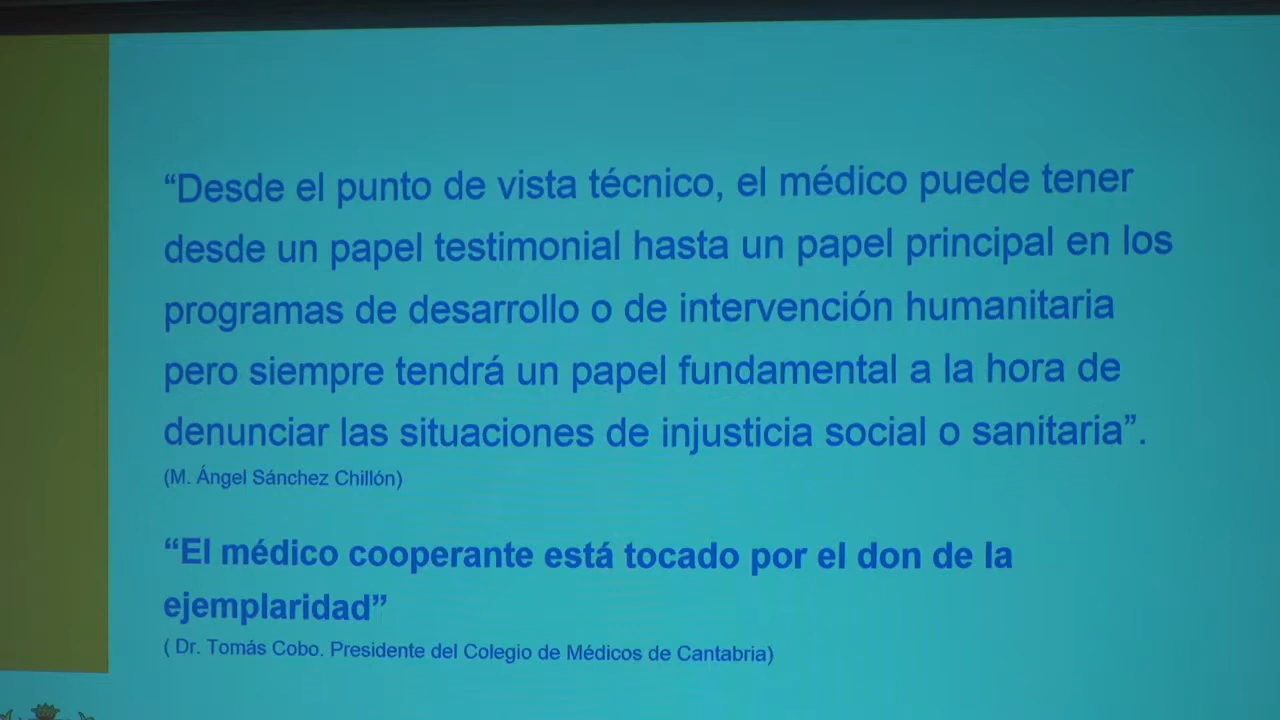 “Desde el punto de vista técnico, el médico puede tener
desde un papel testimonial hasta un papel principal en los
programas de desarrollo o de intervención humanitaria
pero siempre tendrá un papel fundamental a la hora de
denunciar las situaciones de injusticia social o sanitaria”.
(M. Ángel Sánchez Chillón)
“El médico cooperante está tocado por el don de la
ejemplaridad”
( Dr. Tomás Cobo. Presidente del Colegio de Médicos de Cantabria)